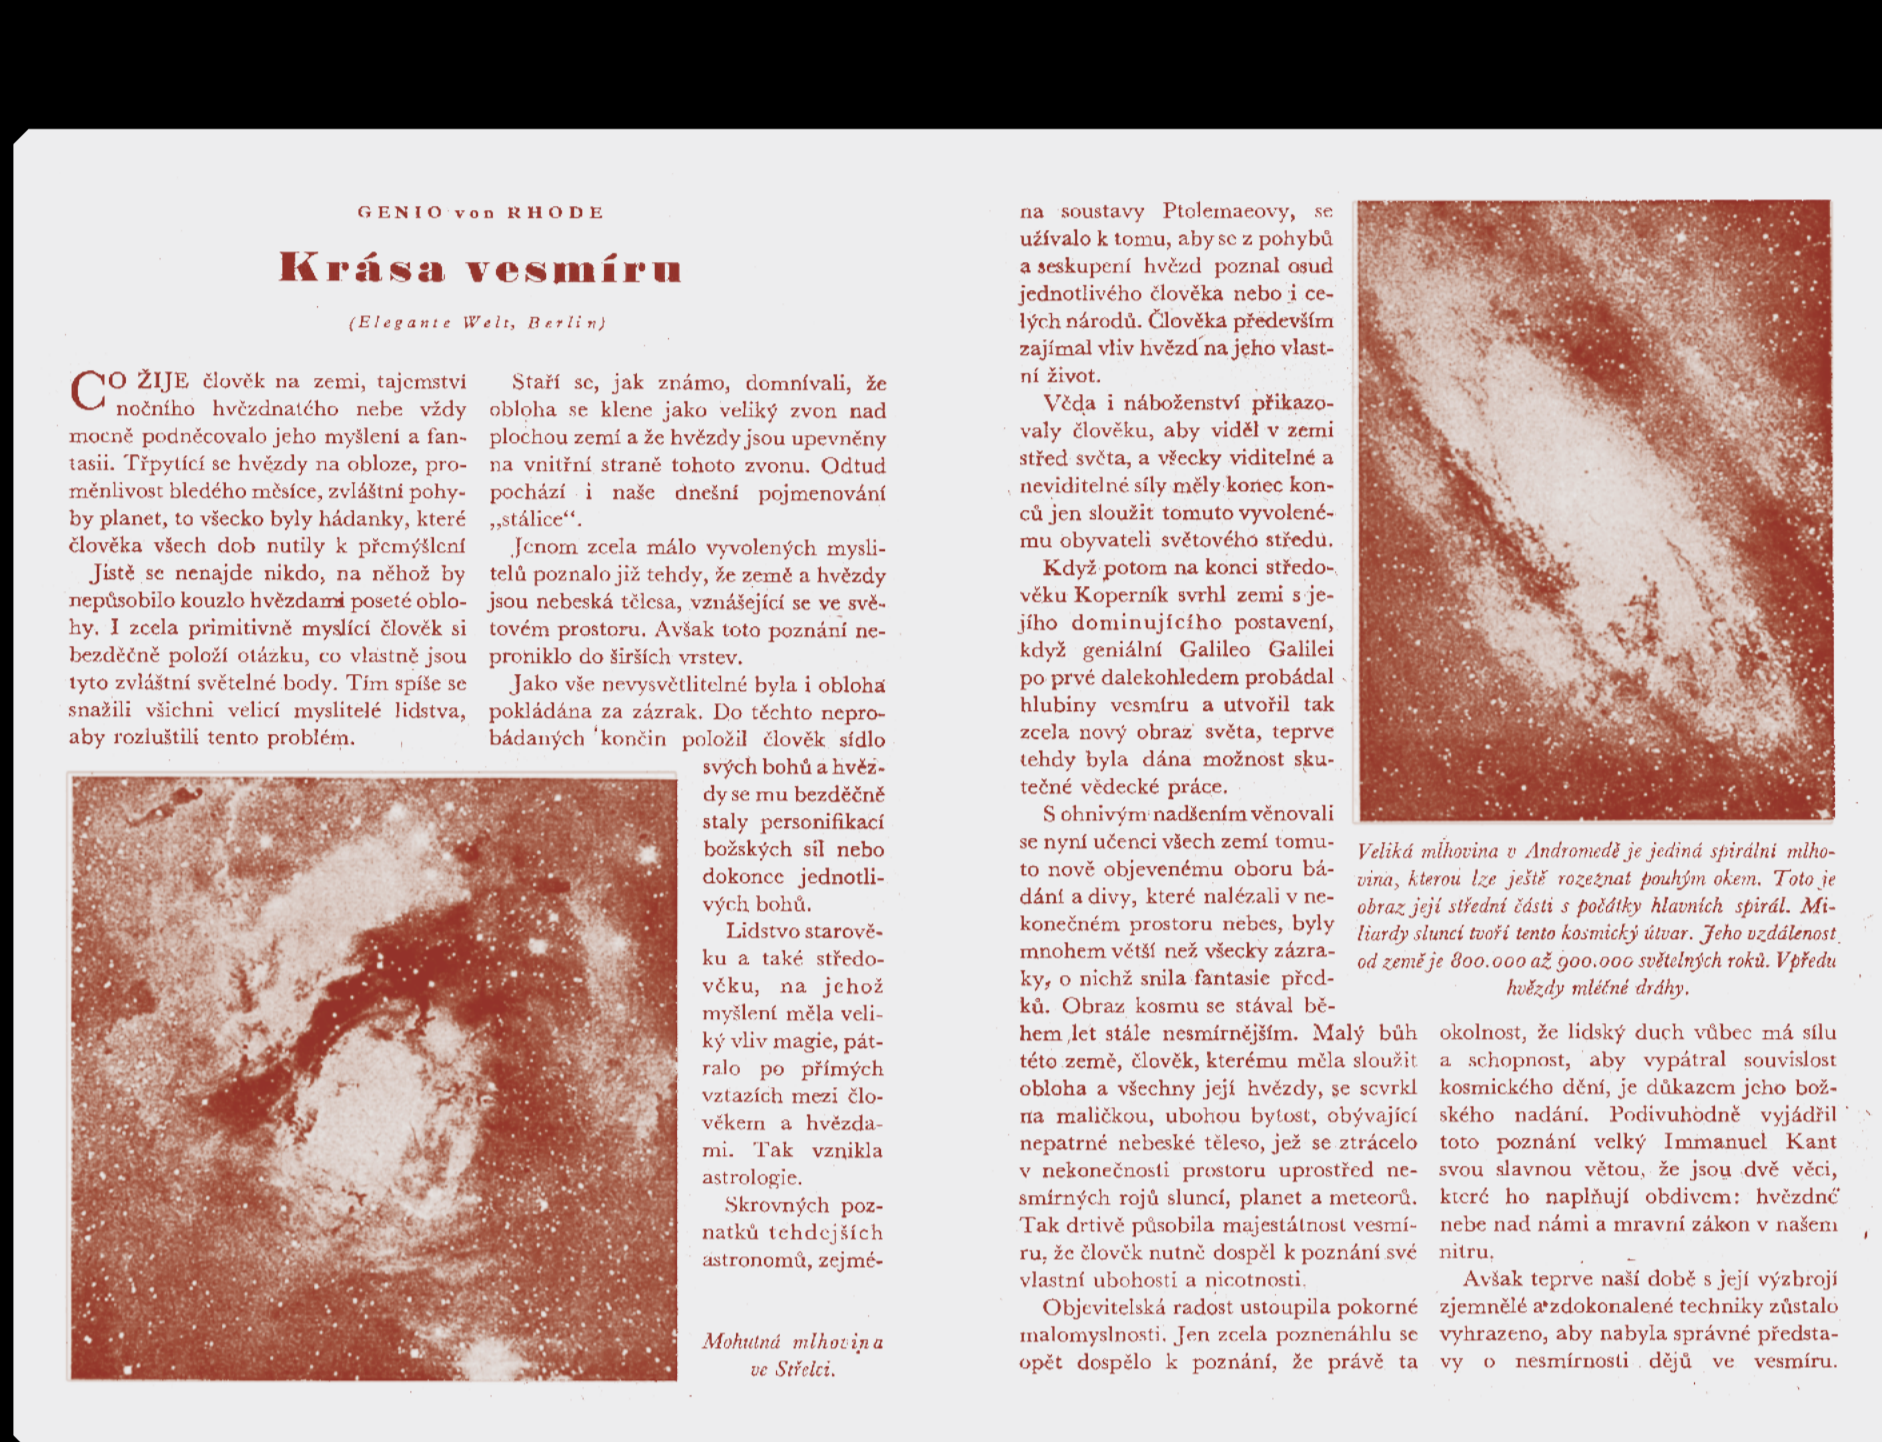 GENIO von RHODE
Krása vesmíru
(Elegante Welt, Berlin)
CO ŽIJE člověk na zemi, tajemství
nočního hvězdnatého nebe vždy
mocně podněcovalo jeho myšlení a fan-
tasii. Třpytící se hvězdy na obloze, pro-
měnlivost bledého měsíce, zvláštní pohy-
by planet, to všecko byly hádanky, které
člověka všech dob nutily k přemýšlení
Jistě se nenajde nikdo, na něhož by
nepůsobilo kouzlo hvězdami poseté oblo-
hy. I zcela primitivně myslící člověk si
bezděčně položí otázku, co vlastně jsou
tyto zvláštní světelné body. Tím spíše se
snažili všichni velicí myslitelé lidstva,
aby rozluštili tento problém.
Staří se, jak známo, domnívali, že
obloha se klene jako veliký zvon nad
plochou zemí a že hvězdy jsou upevněny
na vnitřní straně tohoto zvonu. Odtud
pochází i naše dnešní pojmenování
„stálice“.
Jenom zcela málo vyvolených mysli-
telů poznalo již tehdy, že země a hvězdy
jsou nebeská tělesa, vznášející se ve svě-
tovém prostoru. Avšak toto poznání ne-
proniklo do širších vrstev.
Jako vše nevysvětlitelné byla i obloha
pokládána za zázrak. Do těchto nepro-
bádaných končin položil člověk sídlo
svých bohů a hvěz-
dy se mu bezděčně
staly personifikací
božských sil nebo
dokonce jednotli-
vých bohů.
Lidstvo starově-
ku a také středo-
věku, na jehož
myšlení měla veli-
ký vliv magie, pát-
ralo po přímých
vztazích mezi člo-
věkem a hvězda-
mi. Tak vznikla
astrologie.
Skrovných poz-
natků tehdejších
astronomů, zejmé-
Mohutná mlhovina
ve Střelci.
na soustavy Ptolemaeovy, se
užívalo k tomu, aby se z pohybů
a seskupení hvězd poznal osud
jednotlivého člověka nebo i ce-
lých národů. Člověka především
zajímal vliv hvězd na jeho vlast-
ní život.
Věda i náboženství přikazo-
valy člověku, aby viděl v zemi
střed světa, a všecky viditelné a
neviditelné síly měly konec kon-
ců jen sloužit tomuto vyvolené-
mu obyvateli světového středu.
Když potom na konci středo-
věku Koperník svrhl zemi s je-
jího dominujícího postavení,
když geniální Galileo Galilei
po prvé dalekohledem probádal
hlubiny vesmíru a utvořil tak
zcela nový obraz světa, teprve
tehdy byla dána možnost sku-
tečné vědecké práce.
S ohnivým nadšením věnovali
se nyní učenci všech zemí tomu-
to nově objevenému oboru bá-
dání a divy, které nalézali v ne-
konečném prostoru nebes, byly
mnohem větší než všecky zázra-
ky, o nichž snila fantasie před-
ků. Obraz kosmu se stával bě-
hem let stále nesmírnějším. Malý bůh
této země, člověk, kterému měla sloužit
obloha a všechny její hvězdy, se scvrkl
na maličkou, ubohou bytost, obývající
nepatrné nebeské těleso, jež se ztrácelo
v nekonečnosti prostoru uprostřed ne-
smírných rojů sluncí, planet a meteorů.
Tak drtivě působila majestátnost vesmí-
ru, že člověk nutně dospěl k poznání své
vlastní ubohosti a nicotnosti.
Objevitelská radost ustoupila pokorné
malomyslnosti. Jen zcela poznenáhlu se
opět dospělo k poznání, že právě ta
Veliká mlhovina v Andromedě je jediná spirální mlho-
vina, kterou lze ještě rozeznat pouhým okem. Toto je
obraz její střední části s počátky hlavních spirál. Mi-
liardy sluncí tvoří tento kosmický útvar. Jeho vzdálenost
od země je 800.000 až 900.000 světelných roků. Vpředu
hvězdy mléčné dráhy.
okolnost, že lidský duch vůbec má sílu
a schopnost, aby vypátral souvislost
kosmického dění, je důkazem jeho bož-
ského nadání. Podivuhodně vyjádřil
toto poznání velký Immanuel Kant
svou slavnou větou, že jsou dvě věci,
které ho naplňují obdivem: hvězdné
nebe nad námi a mravní zákon v našem
nitru.
Avšak teprve naší době s její výzbrojí
zjemnělé a zdokonalené techniky zůstalo
vyhrazeno, aby nabyla správné předsta-
vy o nesmírnosti dějů ve vesmíru.